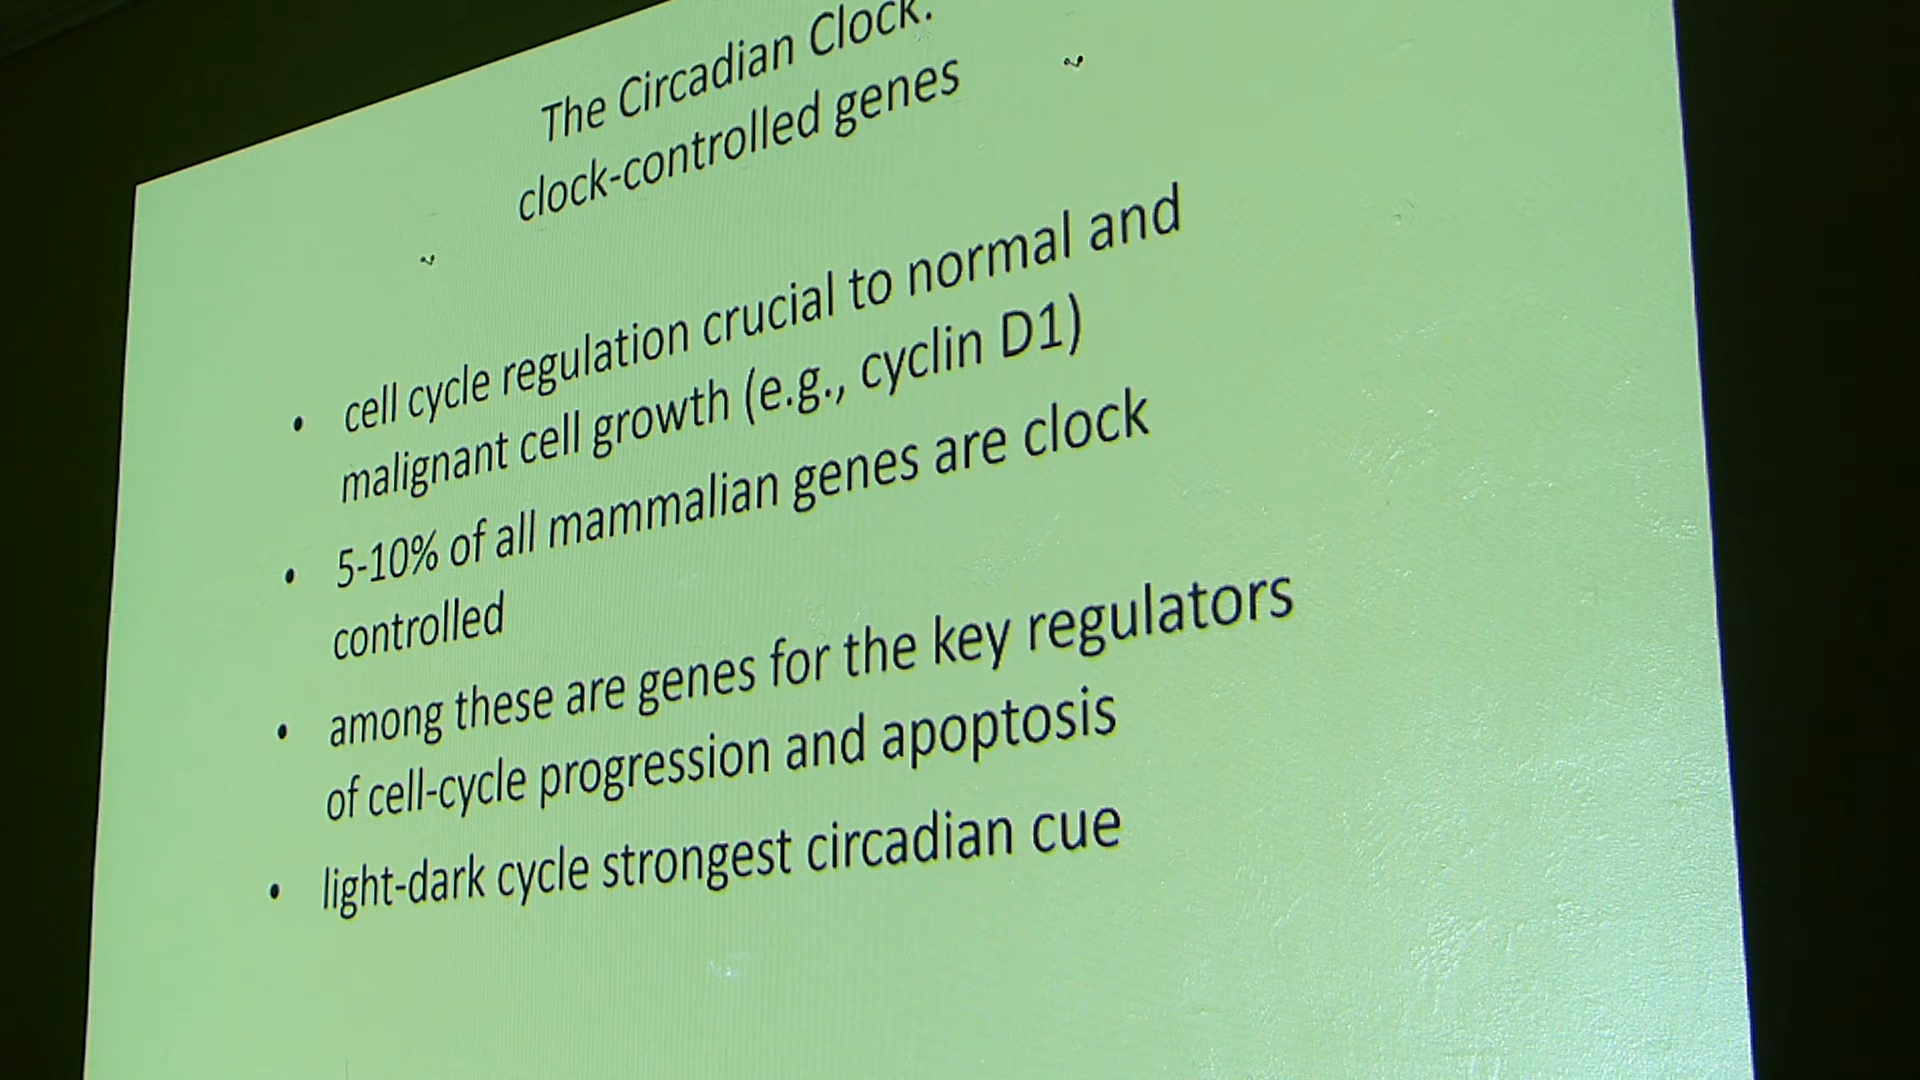 The Circadian Clock:
clock-controlled genes
• cell cycle regulation crucial to normal and
malignant cell growth (e.g., cyclin D1)
• 5-10% of all mammalian genes are clock
controlled
• among these are genes for the key regulators
of cell-cycle progression and apoptosis
• light-dark cycle strongest circadian cue